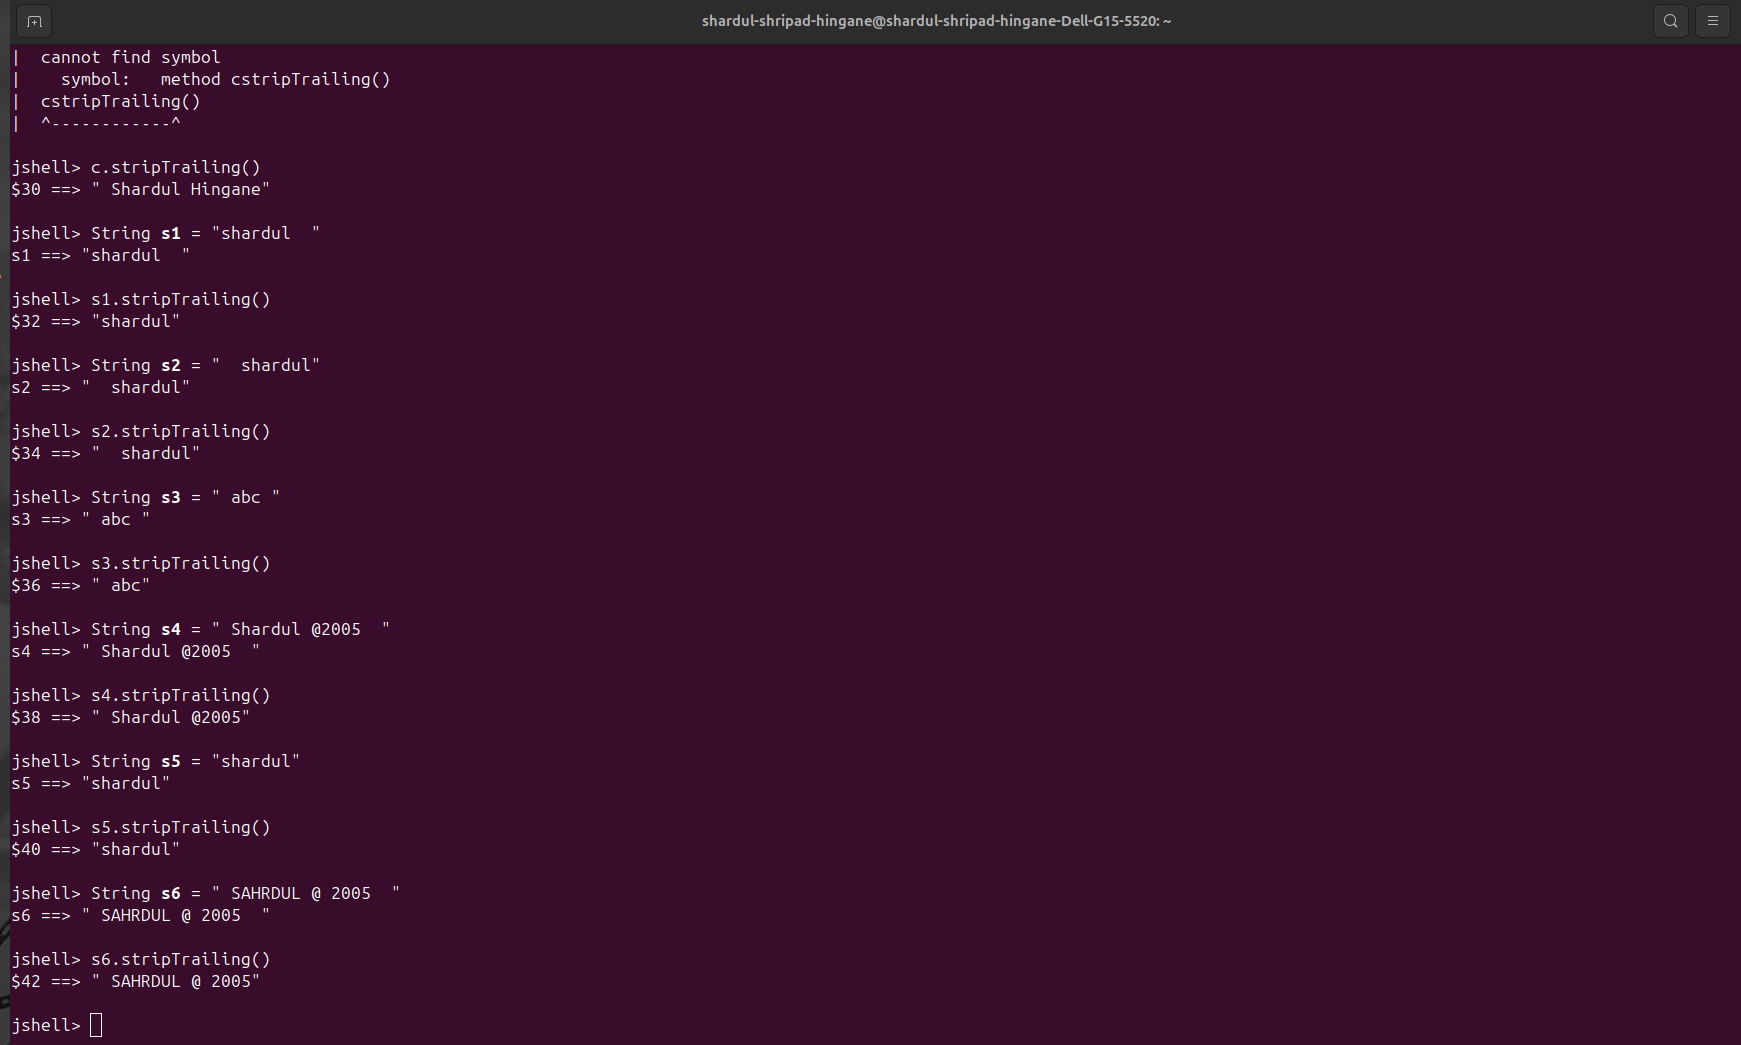 shardul-shripad-hingane@shardul-shripad-hingane-Dell-G15-5520: ~
|  cannot find symbol
|    symbol:   method cstripTrailing()
|  cstripTrailing()
|  ^------------^
jshell> c.stripTrailing()
$30 ==> " Shardul Hingane"
jshell> String s1 = "shardul  "
s1 ==> "shardul  "
jshell> s1.stripTrailing()
$32 ==> "shardul"
jshell> String s2 = "  shardul"
s2 ==> "  shardul"
jshell> s2.stripTrailing()
$34 ==> "  shardul"
jshell> String s3 = " abc "
s3 ==> " abc "
jshell> s3.stripTrailing()
$36 ==> " abc"
jshell> String s4 = " Shardul @2005  "
s4 ==> " Shardul @2005  "
jshell> s4.stripTrailing()
$38 ==> " Shardul @2005"
jshell> String s5 = "shardul"
s5 ==> "shardul"
jshell> s5.stripTrailing()
$40 ==> "shardul"
jshell> String s6 = " SAHRDUL @ 2005  "
s6 ==> " SAHRDUL @ 2005  "
jshell> s6.stripTrailing()
$42 ==> " SAHRDUL @ 2005"
jshell>